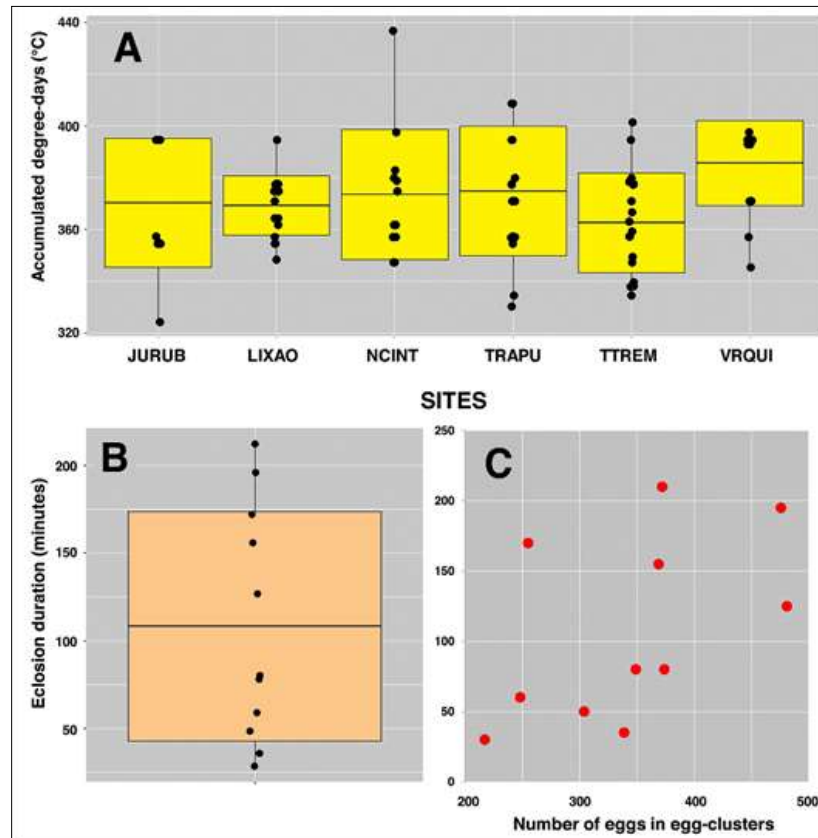 A
Accumulated degree-days (°C)
440
400
360
320
JURUB LIXAO NCINT TRAPU TTREM VRQUI
SITES
B
Eclosion duration (minutes)
200
150
100
50
C
250
200
150
100
50
0
200 300 400 500
Number of eggs in egg-clusters